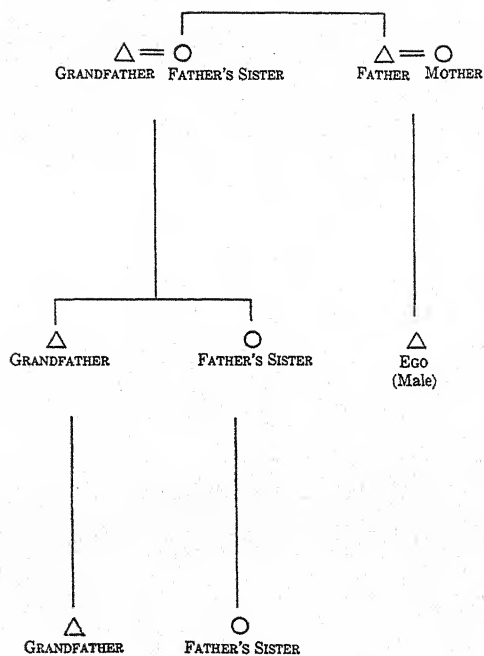 GRANDFATHER FATHER'S SISTER FATHER MOTHER
GRANDFATHER FATHER'S SISTER EGO
(Male)
GRANDFATHER FATHER'S SISTER